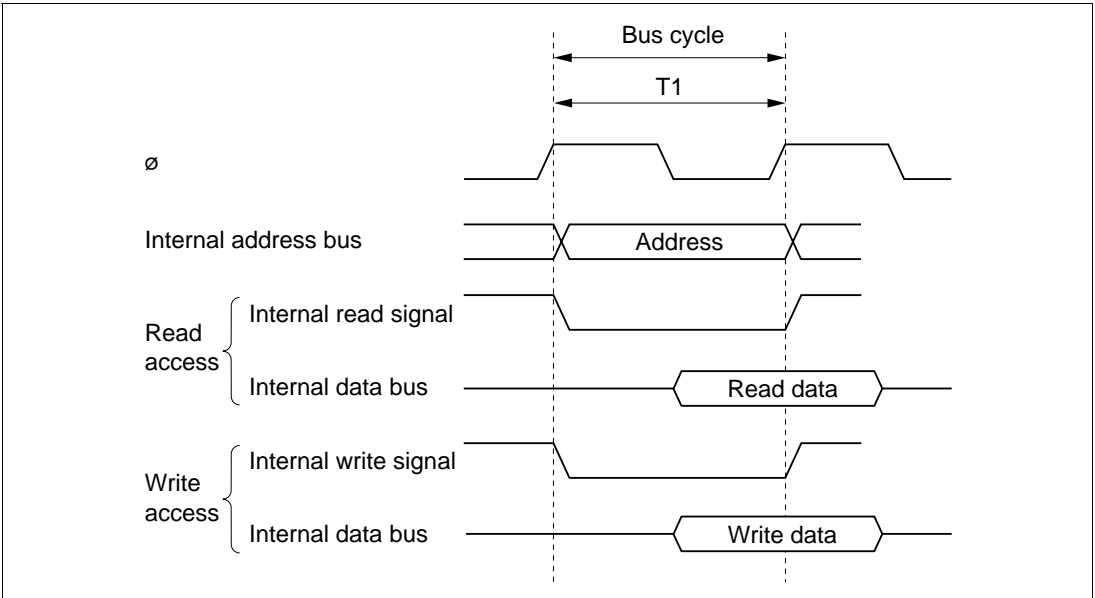 Bus cycle
T1
ø
Internal address bus
Address
Read
access
Internal read signal
Internal data bus
Read data
Write
access
Internal write signal
Internal data bus
Write data